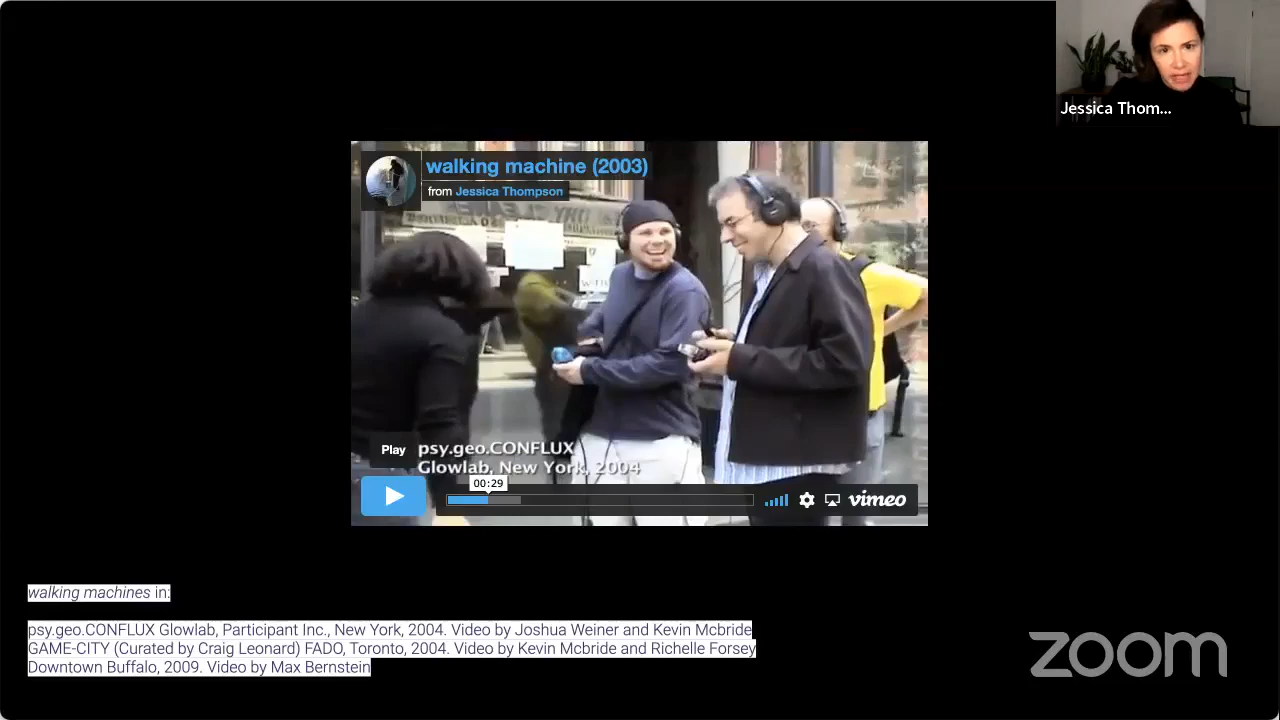 Jessica Thom...
walking machine (2003)
from Jessica Thompson
DRY CLEANE
Play
psy.geo.CONFLUX
Glowlab, New York, 2004
00:29
vimeo
walking machines in:
psy.geo.CONFLUX Glowlab, Participant Inc., New York, 2004. Video by Joshua Weiner and Kevin Mcbride
GAME-CITY (Curated by Craig Leonard) FADO, Toronto, 2004. Video by Kevin Mcbride and Richelle Forsey
Downtown Buffalo, 2009. Video by Max Bernstein
zoom